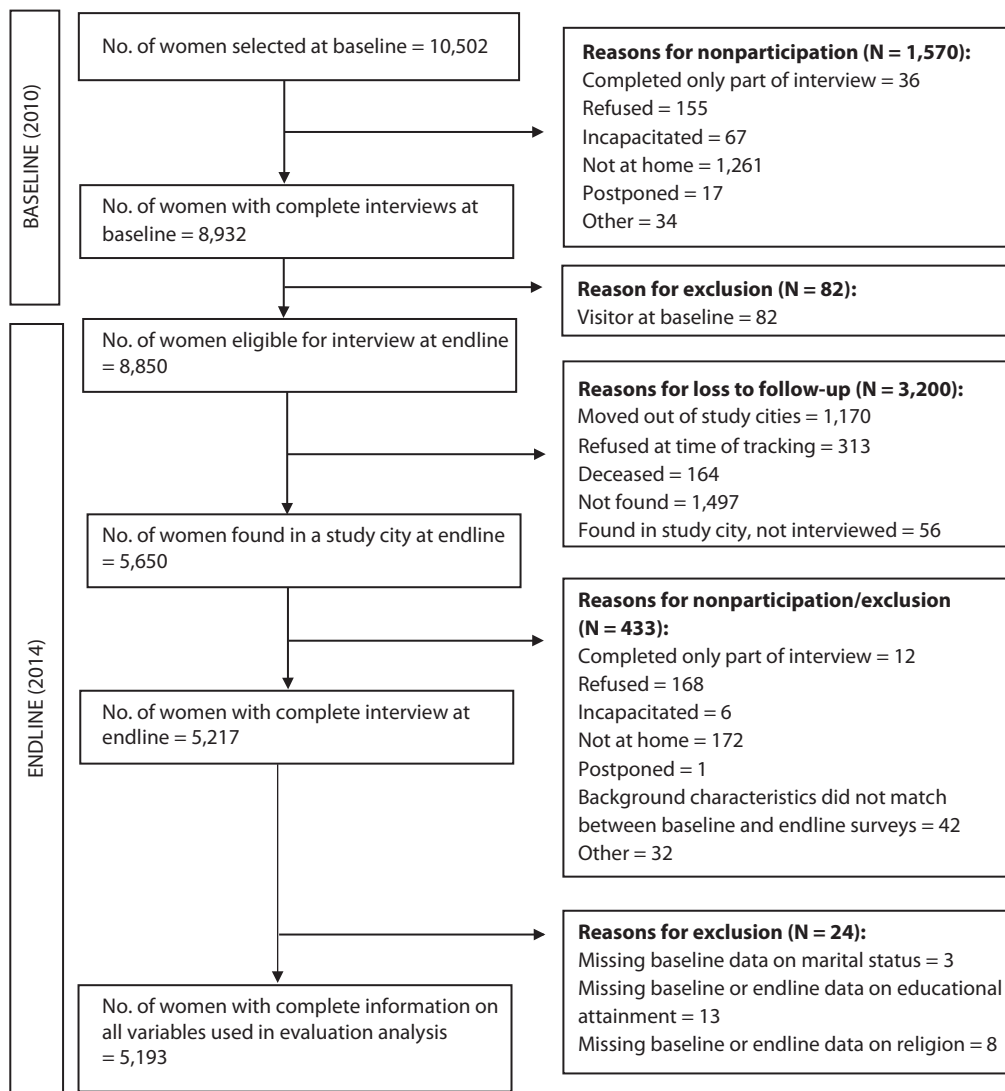 BASELINE (2010)
No. of women selected at baseline = 10,502
Reasons for nonparticipation (N = 1,570):
Completed only part of interview = 36
Refused = 155
Incapacitated = 67
Not at home = 1,261
Postponed = 17
Other = 34
No. of women with complete interviews at
baseline = 8,932
Reason for exclusion (N = 82):
Visitor at baseline = 82
ENDLINE (2014)
No. of women eligible for interview at endline
= 8,850
Reasons for loss to follow-up (N = 3,200):
Moved out of study cities = 1,170
Refused at time of tracking = 313
Deceased = 164
Not found = 1,497
Found in study city, not interviewed = 56
No. of women found in a study city at endline
= 5,650
Reasons for nonparticipation/exclusion
(N = 433):
Completed only part of interview = 12
Refused = 168
Incapacitated = 6
Not at home = 172
Postponed = 1
Background characteristics did not match
between baseline and endline surveys = 42
Other = 32
No. of women with complete interview at
endline = 5,217
Reasons for exclusion (N = 24):
Missing baseline data on marital status = 3
Missing baseline or endline data on educational
attainment = 13
Missing baseline or endline data on religion = 8
No. of women with complete information on
all variables used in evaluation analysis
= 5,193